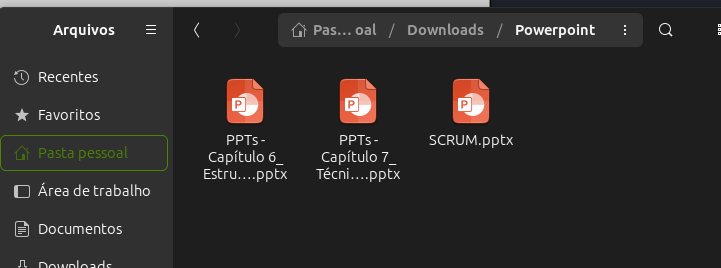 Arquivos
Pas... oal / Downloads / Powerpoint
Recentes
Favoritos
Pasta pessoal
Área de trabalho
Documentos
Downloads
PPTs -
Capítulo 6_
Estru....pptx
PPTs -
Capítulo 7_
Técni....pptx
SCRUM.pptx